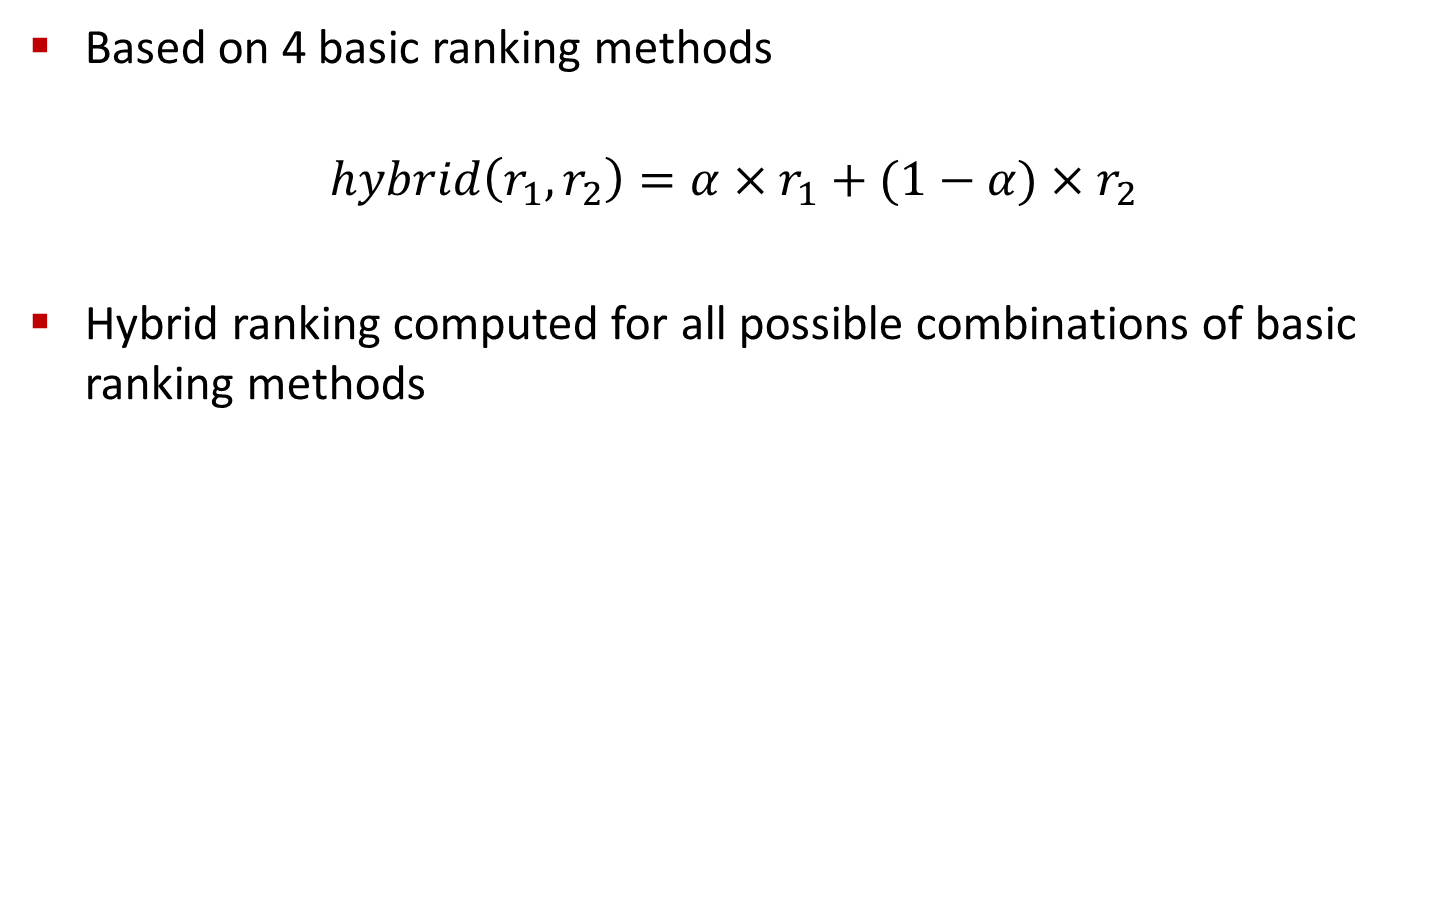 ▪ Based on 4 basic ranking methods
hybrid(r₁, r₂) = α × r₁ + (1 − α) × r₂
▪ Hybrid ranking computed for all possible combinations of basic
ranking methods